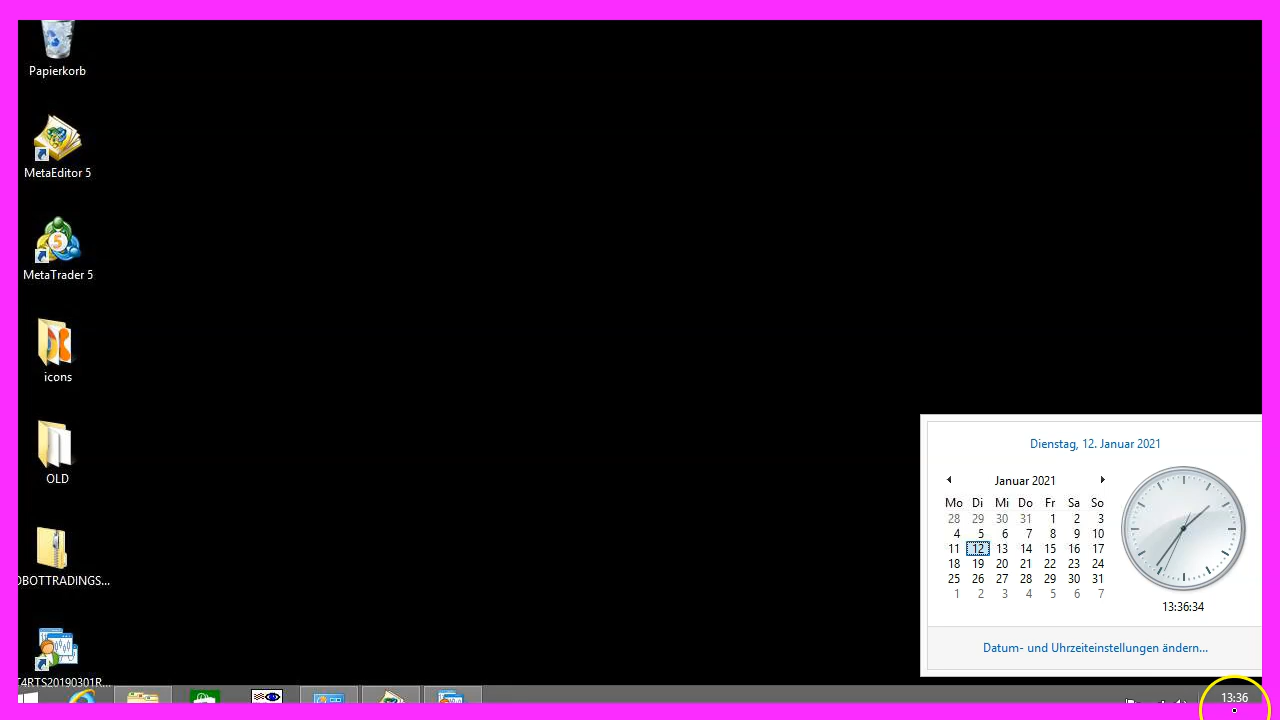 Papierkorb
MetaEditor 5
MetaTrader 5
icons
OLD
OBOTTRADINGS...
T4RTS20190301R...
Dienstag, 12. Januar 2021
Januar 2021
Mo Di Mi Do Fr Sa So
28 29 30 31 1 2 3
4 5 6 7 8 9 10
11 12 13 14 15 16 17
18 19 20 21 22 23 24
25 26 27 28 29 30 31
1 2 3 4 5 6 7
13:36:34
Datum- und Uhrzeiteinstellungen ändern...
13:36